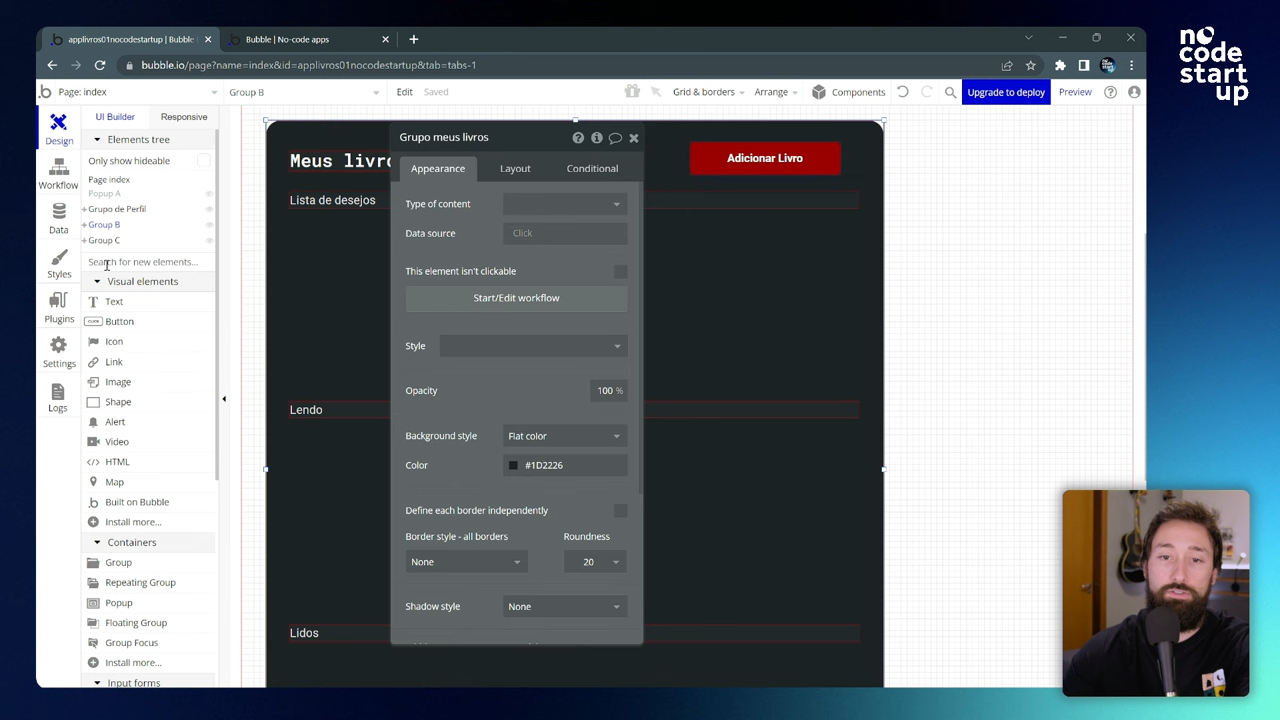 applivros01nocodestartup | Bubble
Bubble | No-code apps
no
code
start
up
bubble.io/page?name=index&id=applivros01nocodestartup&tab=tabs-1
Page: index
Group B
Edit
Saved
Grid & borders
Arrange
Components
Upgrade to deploy
Preview
Design
Workflow
Data
Styles
Plugins
Settings
Logs
UI Builder
Responsive
Elements tree
Only show hideable
Page index
Popup A
Grupo de Perfil
Group B
Group C
Search for new elements...
Visual elements
Text
Button
CLICK
Icon
Link
Image
Shape
Alert
Video
HTML
Map
Built on Bubble
Install more...
Containers
Group
Repeating Group
Popup
Floating Group
Group Focus
Install more...
Input forms
Meus livro
Adicionar Livro
Lista de desejos
Lendo
Lidos
Grupo meus livros
Appearance
Layout
Conditional
Type of content
Data source
Click
This element isn't clickable
Start/Edit workflow
Style
Opacity
100 %
Background style
Flat color
Color
#1D2226
Define each border independently
Border style - all borders
Roundness
None
20
Shadow style
None